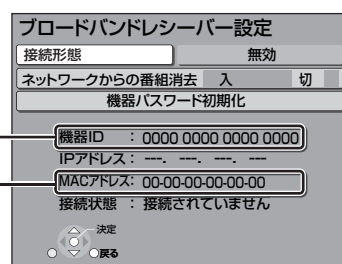 ブロードバンドレシーバー設定
接続形態 無効
ネットワークからの番組消去 入 切
機器パスワード初期化
機器ID : 0000 0000 0000 0000
IPアドレス : ---. ---. ---. ---
MACアドレス: 00-00-00-00-00-00
接続状態 : 接続されていません
決定
戻る